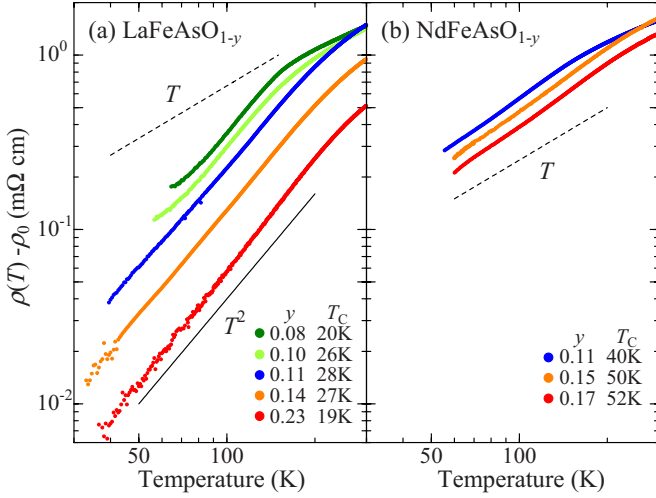 (a) LaFeAsO1-y
(b) NdFeAsO1-y
10^0
10^-1
10^-2
ρ(T) -ρ0 (mΩ cm)
T
T^2
y TC
0.08 20K
0.10 26K
0.11 28K
0.14 27K
0.23 19K
T
y TC
0.11 40K
0.15 50K
0.17 52K
50 100
50 100
Temperature (K)
Temperature (K)